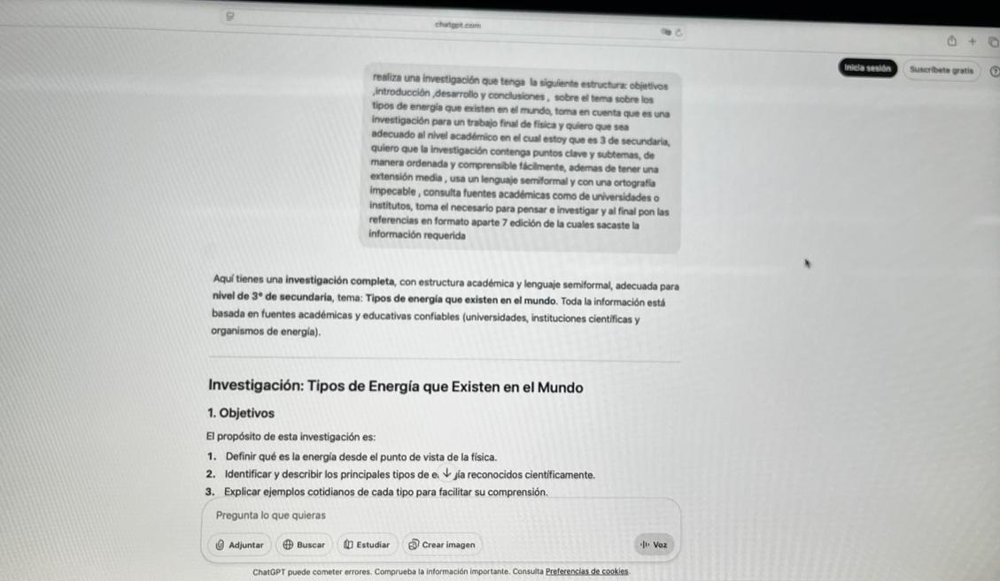 chatgpt.com
Inicia sesión
Suscríbete gratis
realiza una investigación que tenga la siguiente estructura: objetivos
,introducción ,desarrollo y conclusiones , sobre el tema sobre los
tipos de energía que existen en el mundo, toma en cuenta que es una
investigación para un trabajo final de física y quiero que sea
adecuado al nivel académico en el cual estoy que es 3 de secundaria,
quiero que la investigación contenga puntos clave y subtemas, de
manera ordenada y comprensible fácilmente, ademas de tener una
extensión media , usa un lenguaje semiformal y con una ortografía
impecable , consulta fuentes académicas como de universidades o
institutos, toma el necesario para pensar e investigar y al final pon las
referencias en formato aparte 7 edición de la cuales sacaste la
información requerida
Aquí tienes una investigación completa, con estructura académica y lenguaje semiformal, adecuada para
nivel de 3° de secundaria, tema: Tipos de energía que existen en el mundo. Toda la información está
basada en fuentes académicas y educativas confiables (universidades, instituciones científicas y
organismos de energía).
Investigación: Tipos de Energía que Existen en el Mundo
1. Objetivos
El propósito de esta investigación es:
1. Definir qué es la energía desde el punto de vista de la física.
2. Identificar y describir los principales tipos de e gía reconocidos científicamente.
3. Explicar ejemplos cotidianos de cada tipo para facilitar su comprensión.
Pregunta lo que quieras
Adjuntar
Buscar
Estudiar
Crear imagen
Voz
ChatGPT puede cometer errores. Comprueba la información importante. Consulta Preferencias de cookies.